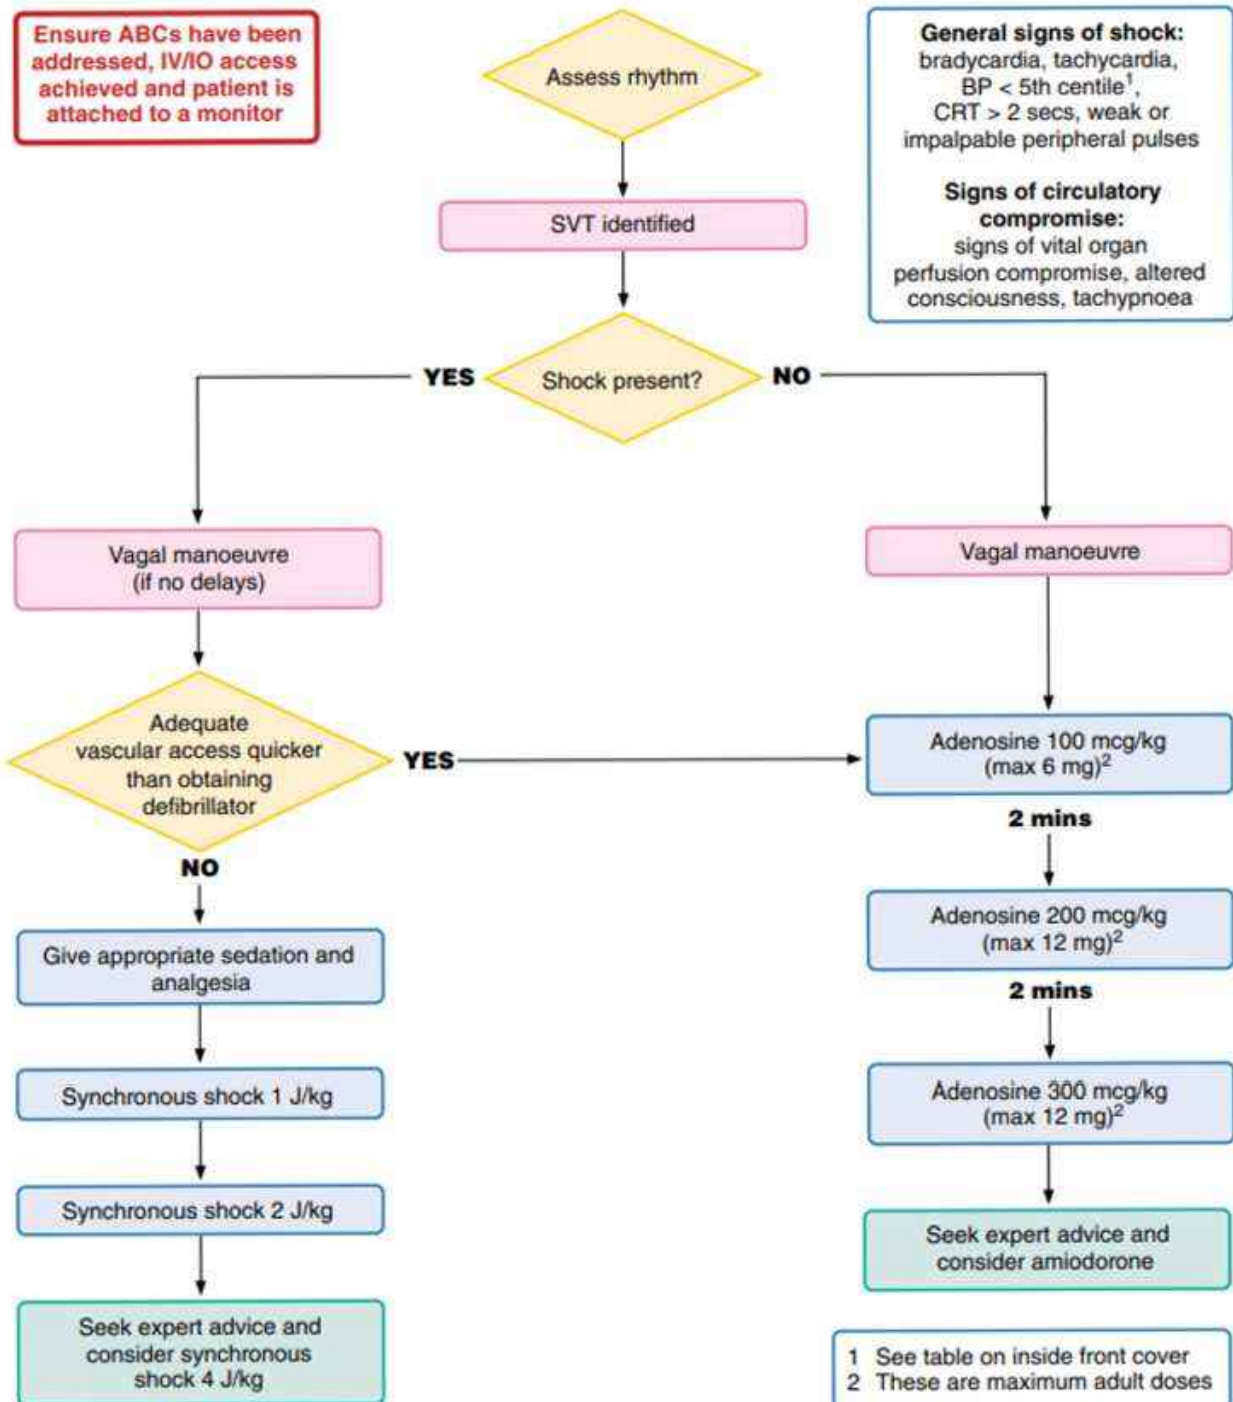 Ensure ABCs have been
addressed, IV/IO access
achieved and patient is
attached to a monitor
Assess rhythm
General signs of shock:
bradycardia, tachycardia,
BP < 5th centile¹,
CRT > 2 secs, weak or
impalpable peripheral pulses
Signs of circulatory
compromise:
signs of vital organ
perfusion compromise, altered
consciousness, tachypnoea
SVT identified
Shock present?
YES
NO
Vagal manoeuvre
(if no delays)
Vagal manoeuvre
Adequate
vascular access quicker
than obtaining
defibrillator
YES
NO
Adenosine 100 mcg/kg
(max 6 mg)²
2 mins
Adenosine 200 mcg/kg
(max 12 mg)²
2 mins
Adenosine 300 mcg/kg
(max 12 mg)²
Seek expert advice and
consider amiodorone
Give appropriate sedation and
analgesia
Synchronous shock 1 J/kg
Synchronous shock 2 J/kg
Seek expert advice and
consider synchronous
shock 4 J/kg
1 See table on inside front cover
2 These are maximum adult doses